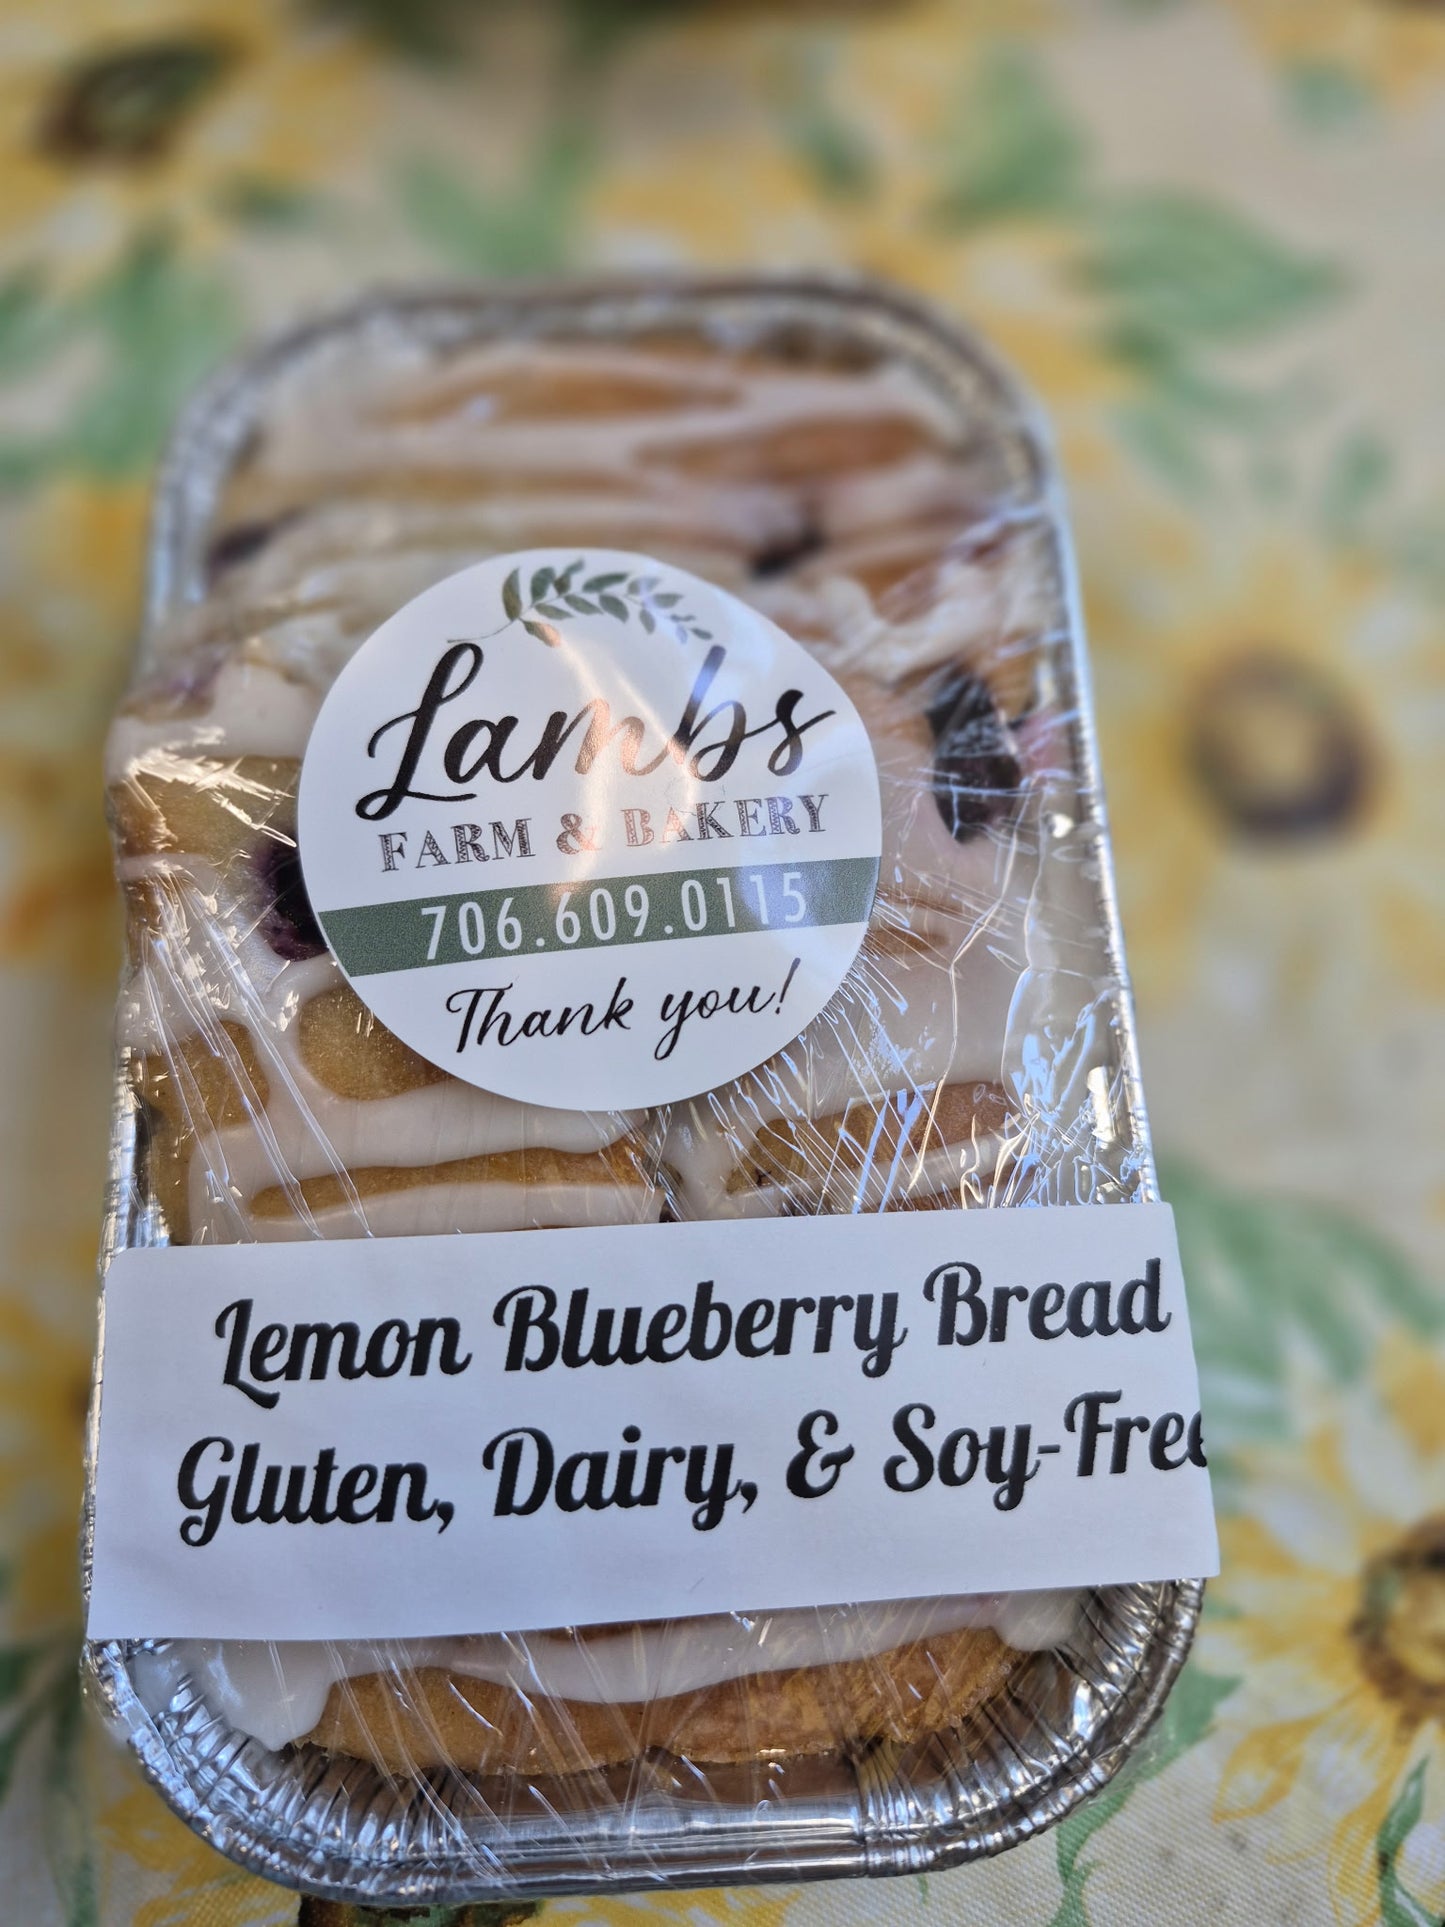 Lambs
FARM & BAKERY
706.609.0115
Thank you!
Lemon Blueberry Bread
Gluten, Dairy, & Soy-Free